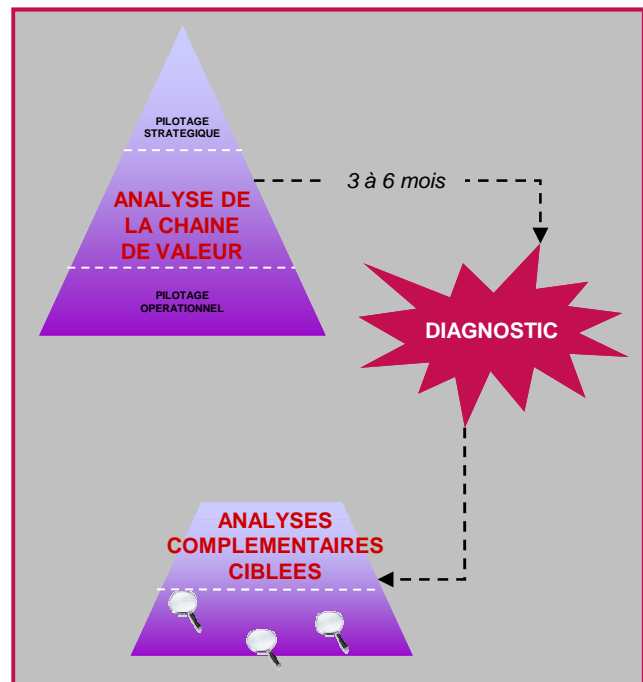 PILOTAGE
STRATEGIQUE
3 à 6 mois
ANALYSE DE
LA CHAINE
DE VALEUR
PILOTAGE
OPERATIONNEL
DIAGNOSTIC
ANALYSES
COMPLEMENTAIRES
CIBLEES